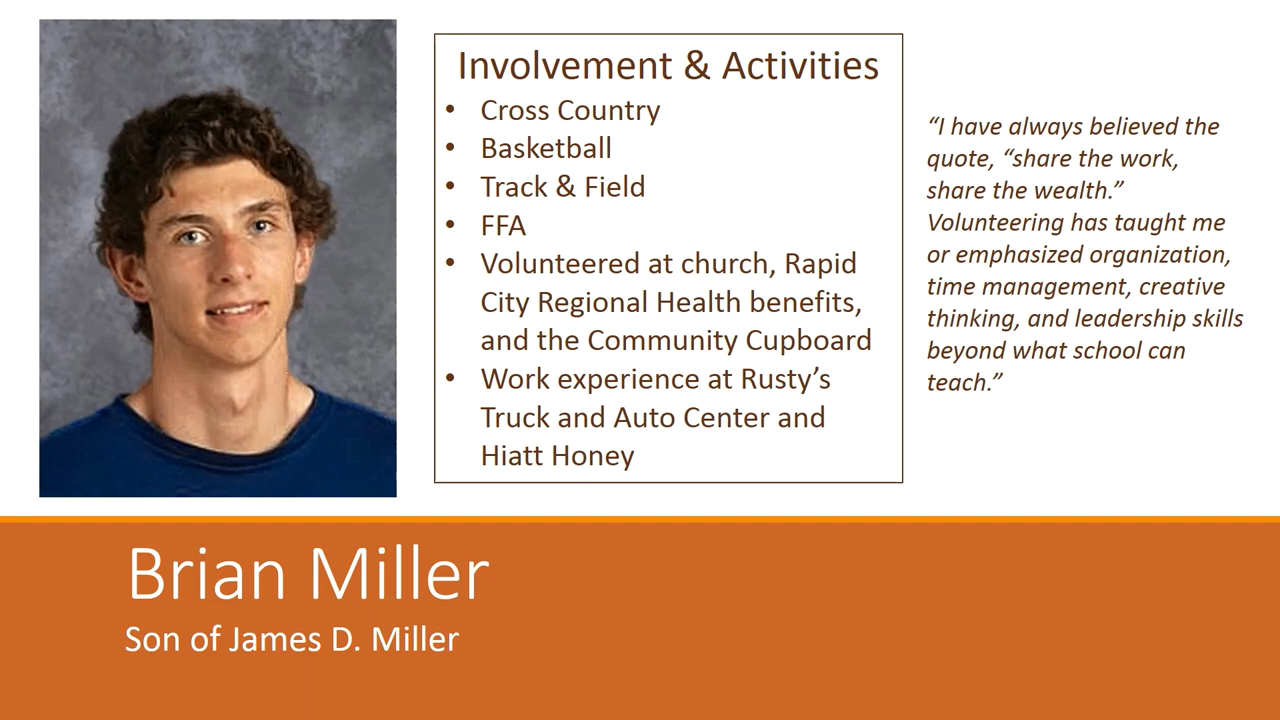 Involvement & Activities
• Cross Country
• Basketball
• Track & Field
• FFA
• Volunteered at church, Rapid
City Regional Health benefits,
and the Community Cupboard
• Work experience at Rusty’s
Truck and Auto Center and
Hiatt Honey
“I have always believed the
quote, “share the work,
share the wealth.”
Volunteering has taught me
or emphasized organization,
time management, creative
thinking, and leadership skills
beyond what school can
teach.”
Brian Miller
Son of James D. Miller